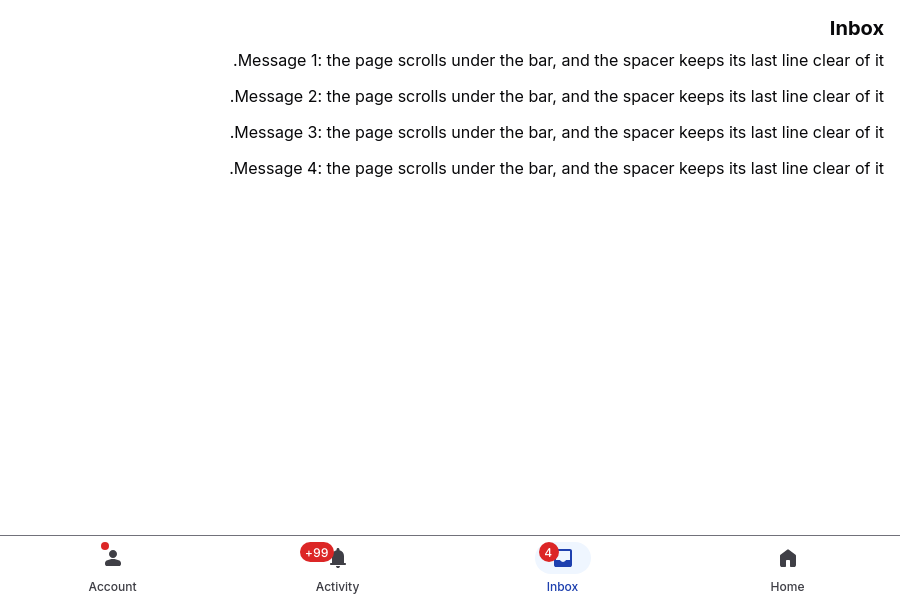 Inbox
.Message 1: the page scrolls under the bar, and the spacer keeps its last line clear of it
.Message 2: the page scrolls under the bar, and the spacer keeps its last line clear of it
.Message 3: the page scrolls under the bar, and the spacer keeps its last line clear of it
.Message 4: the page scrolls under the bar, and the spacer keeps its last line clear of it
Account
+99
Activity
4
Inbox
Home